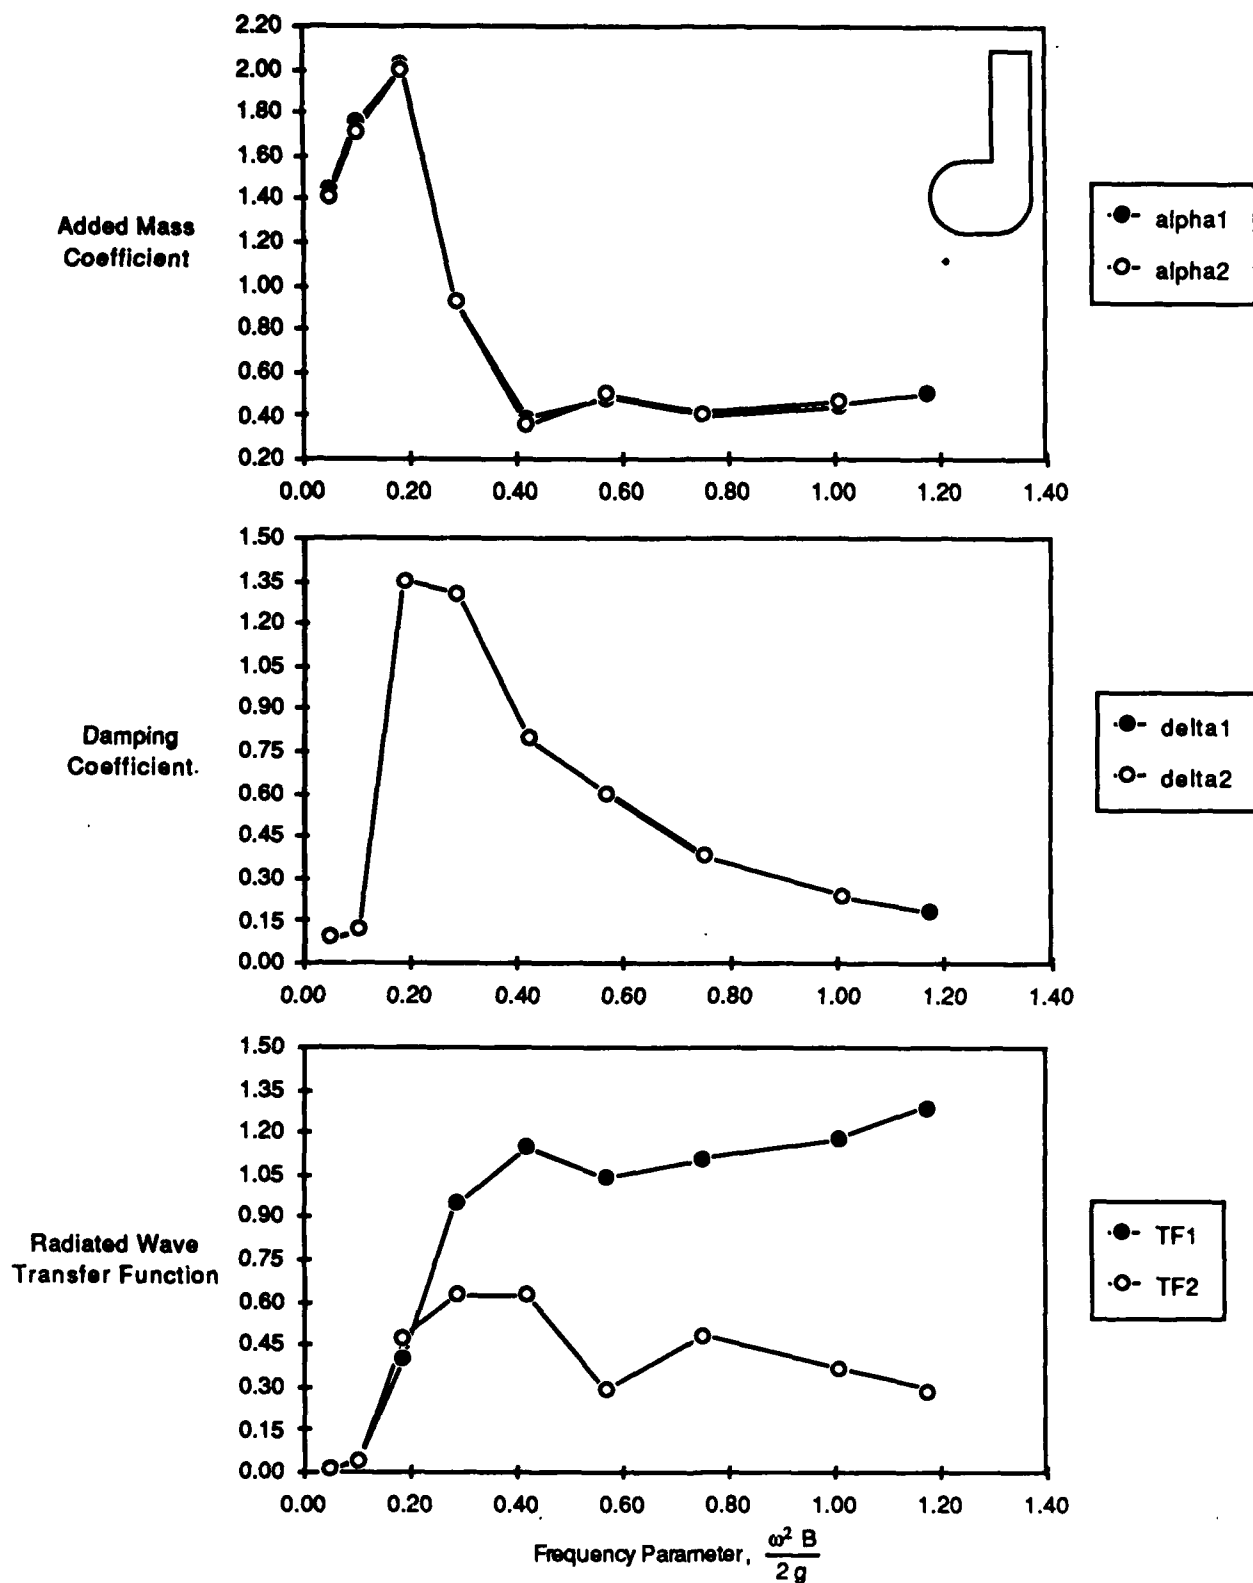 2.20
2.00
1.80
1.60
1.40
1.20
1.00
0.80
0.60
0.40
0.20
Added Mass
Coefficient
0.00 0.20 0.40 0.60 0.80 1.00 1.20 1.40
alpha1
alpha2
1.50
1.35
1.20
1.05
0.90
0.75
0.60
0.45
0.30
0.15
0.00
Damping
Coefficient.
0.00 0.20 0.40 0.60 0.80 1.00 1.20 1.40
delta1
delta2
1.50
1.35
1.20
1.05
0.90
0.75
0.60
0.45
0.30
0.15
0.00
Radiated Wave
Transfer Function
0.00 0.20 0.40 0.60 0.80 1.00 1.20 1.40
TF1
TF2
Frequency Parameter, ω² B
2 g